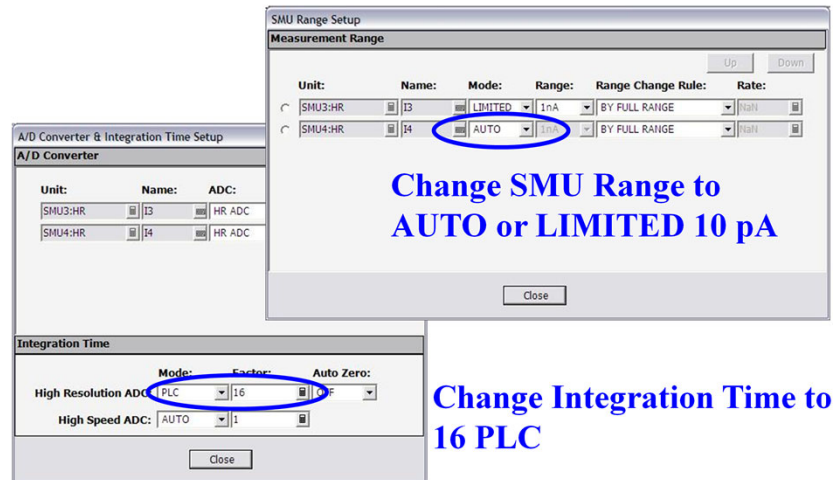 SMU Range Setup
Measurement Range
Up Down
Unit: Name: Mode: Range: Range Change Rule: Rate:
SMU3:HR I3 LIMITED 1nA BY FULL RANGE NaN
SMU4:HR I4 AUTO 1nA BY FULL RANGE NaN
Change SMU Range to
AUTO or LIMITED 10 pA
Close
A/D Converter & Integration Time Setup
A/D Converter
Unit: Name: ADC:
SMU3:HR I3 HR ADC
SMU4:HR I4 HR ADC
Integration Time
Mode: Factor: Auto Zero:
High Resolution ADC: PLC 16 OFF
High Speed ADC: AUTO 1
Close
Change Integration Time to
16 PLC